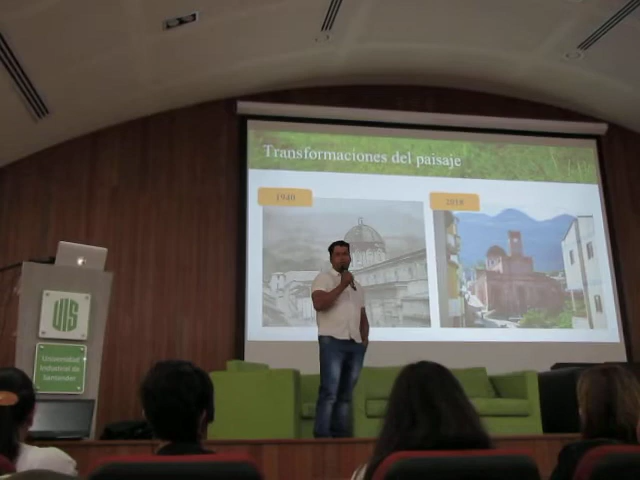 Transformaciones del paisaje
1940
2018
UIS
Universidad
Industrial de
Santander